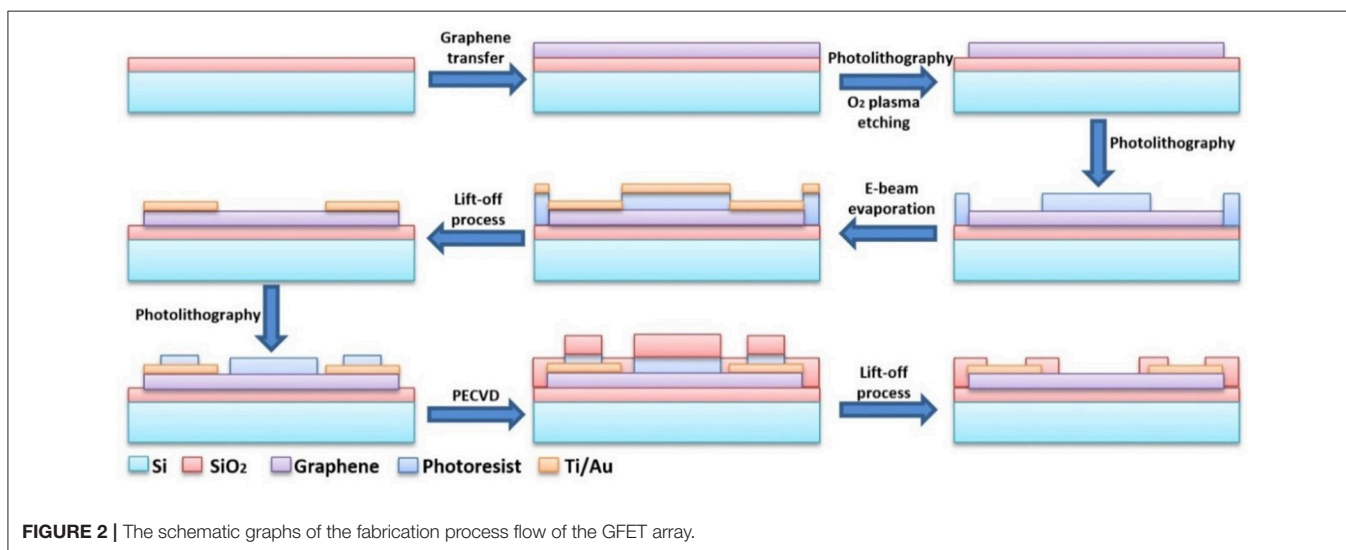 Graphene
transfer
Photolithography
O₂ plasma
etching
Photolithography
E-beam
evaporation
Lift-off
process
Photolithography
PECVD
Lift-off
process
Si SiO₂ Graphene Photoresist Ti/Au
FIGURE 2 | The schematic graphs of the fabrication process flow of the GFET array.